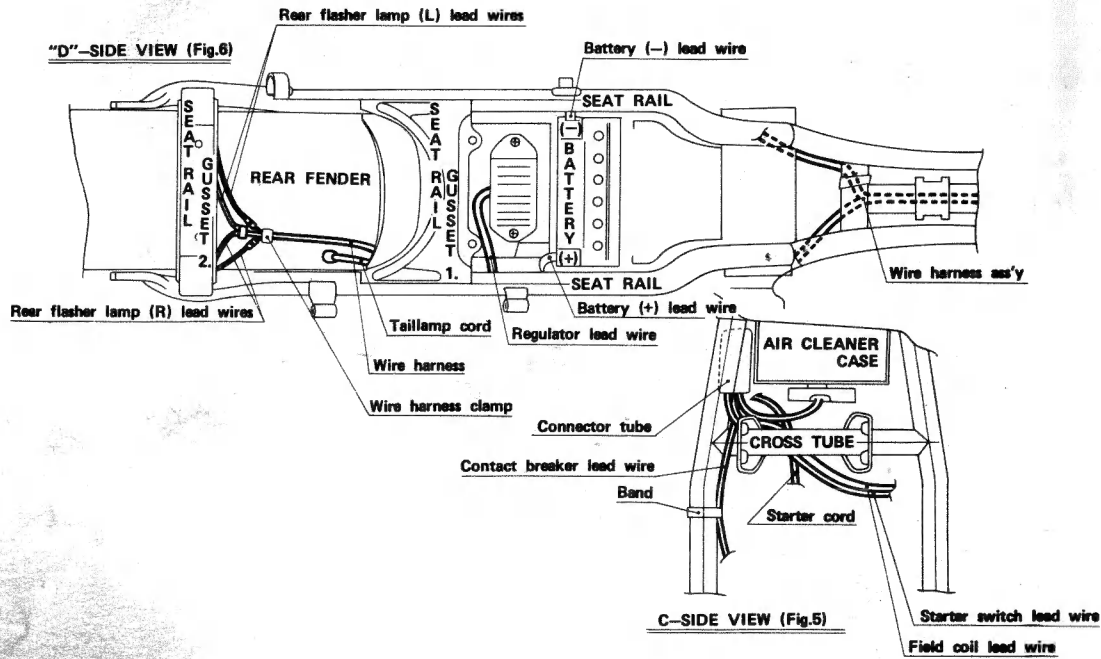 Rear flasher lamp (L) lead wires
"D"—SIDE VIEW (Fig.6)
Battery (—) lead wire
SEAT RAIL
SEAT RAIL
GUSSET 2.
REAR FENDER
SEAT RAIL
GUSSET 1.
(—)
BATTERY
(+)
SEAT RAIL
Wire harness ass'y
Rear flasher lamp (R) lead wires
Battery (+) lead wire
Taillamp cord
Regulator lead wire
Wire harness
Wire harness clamp
AIR CLEANER
CASE
Connector tube
CROSS TUBE
Contact breaker lead wire
Band
Starter cord
C—SIDE VIEW (Fig.5)
Starter switch lead wire
Field coil lead wire